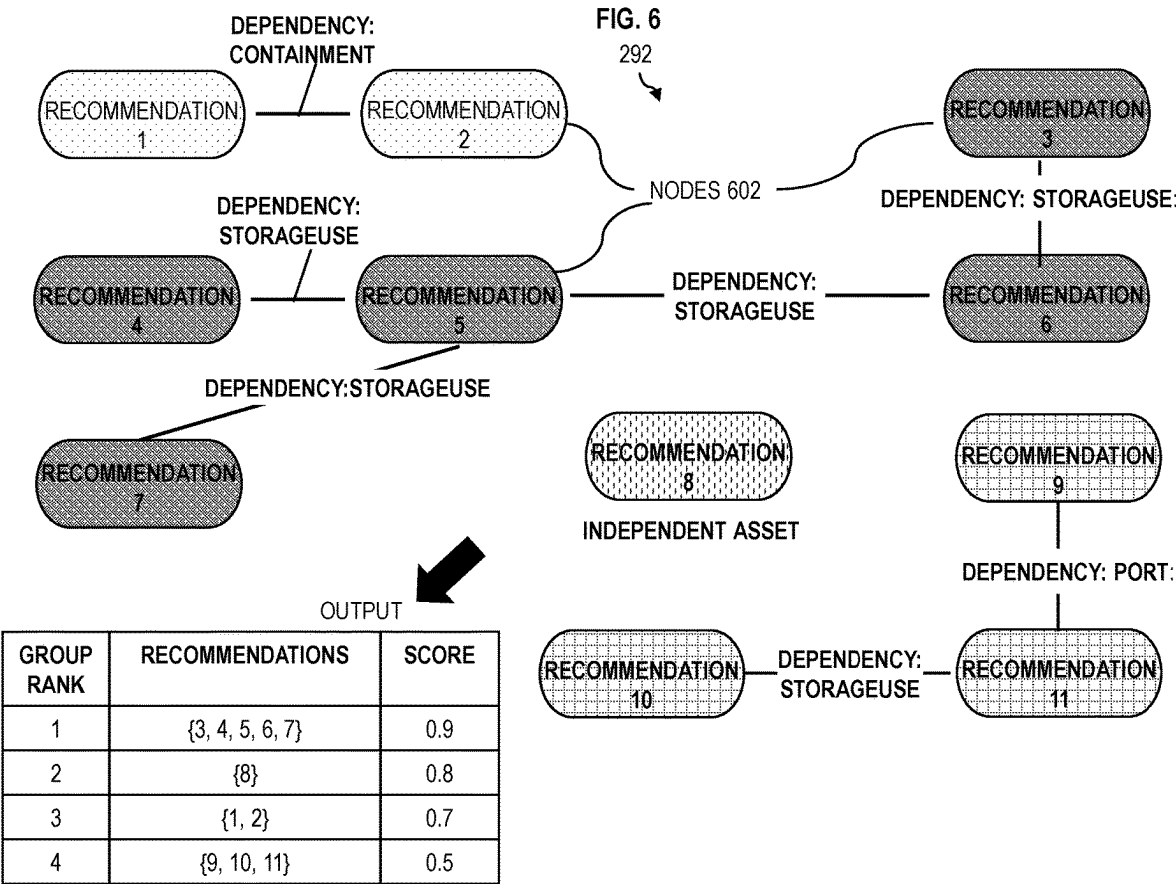 FIG. 6
292
DEPENDENCY:
CONTAINMENT
RECOMMENDATION
1
RECOMMENDATION
2
RECOMMENDATION
3
NODES 602
DEPENDENCY: STORAGEUSE:
DEPENDENCY:
STORAGEUSE
RECOMMENDATION
4
RECOMMENDATION
5
DEPENDENCY:
STORAGEUSE
RECOMMENDATION
6
DEPENDENCY:STORAGEUSE
RECOMMENDATION
7
RECOMMENDATION
8
INDEPENDENT ASSET
RECOMMENDATION
9
DEPENDENCY: PORT:
RECOMMENDATION
10
DEPENDENCY:
STORAGEUSE
RECOMMENDATION
11
OUTPUT
GROUP RANK RECOMMENDATIONS SCORE
1 {3, 4, 5, 6, 7} 0.9
2 {8} 0.8
3 {1, 2} 0.7
4 {9, 10, 11} 0.5